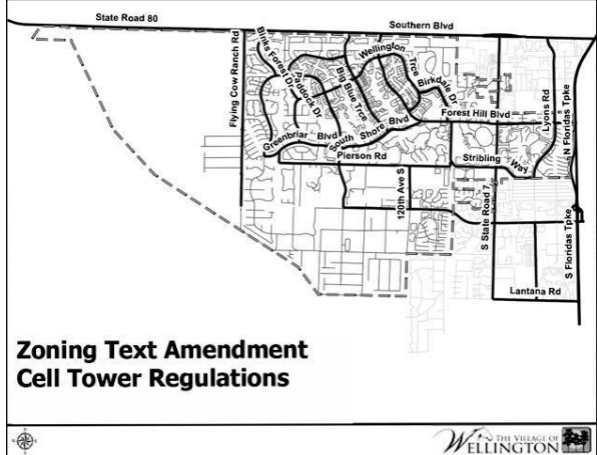 State Road 80
Southern Blvd
Flying Cow Ranch Rd
Binks Forest Dr
Paddock Dr
Big Blue Trce
Wellington Trce
Birkdale Dr
Forest Hill Blvd
Lyons Rd
N Floridas Tpke
Greenbriar Blvd
South Shore Blvd
Pierson Rd
Stribling Way
120th Ave S
S State Road 7
S Floridas Tpke
Lantana Rd
Zoning Text Amendment
Cell Tower Regulations
THE VILLAGE OF
WELLINGTON